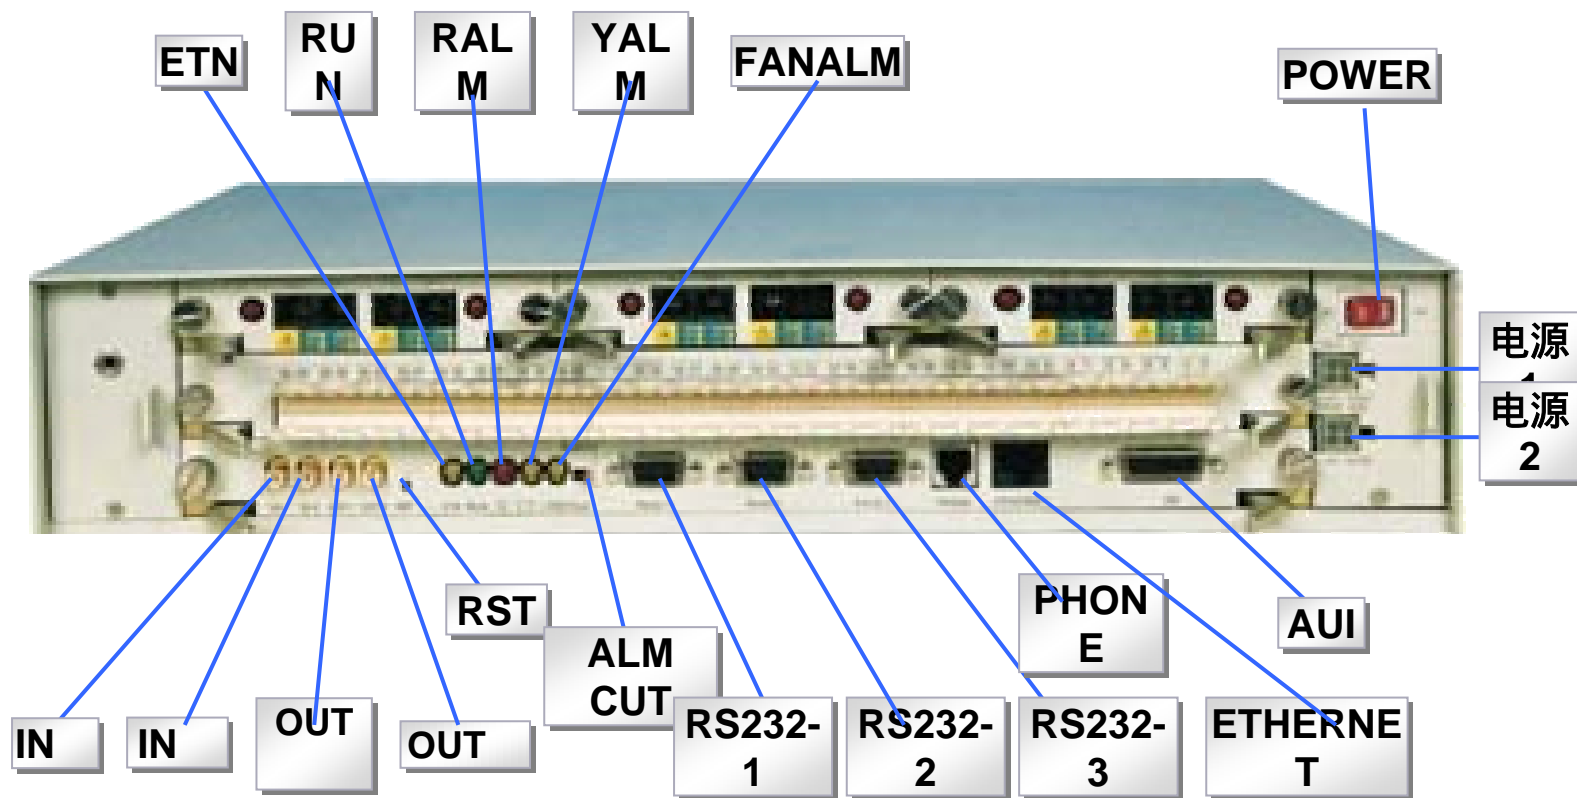 ETN
RU
N
RAL
M
YAL
M
FANALM
POWER
电源
1
电源
2
RST
PHON
E
AUI
ALM
CUT
IN
IN
OUT
OUT
RS232-
1
RS232-
2
RS232-
3
ETHERNE
T